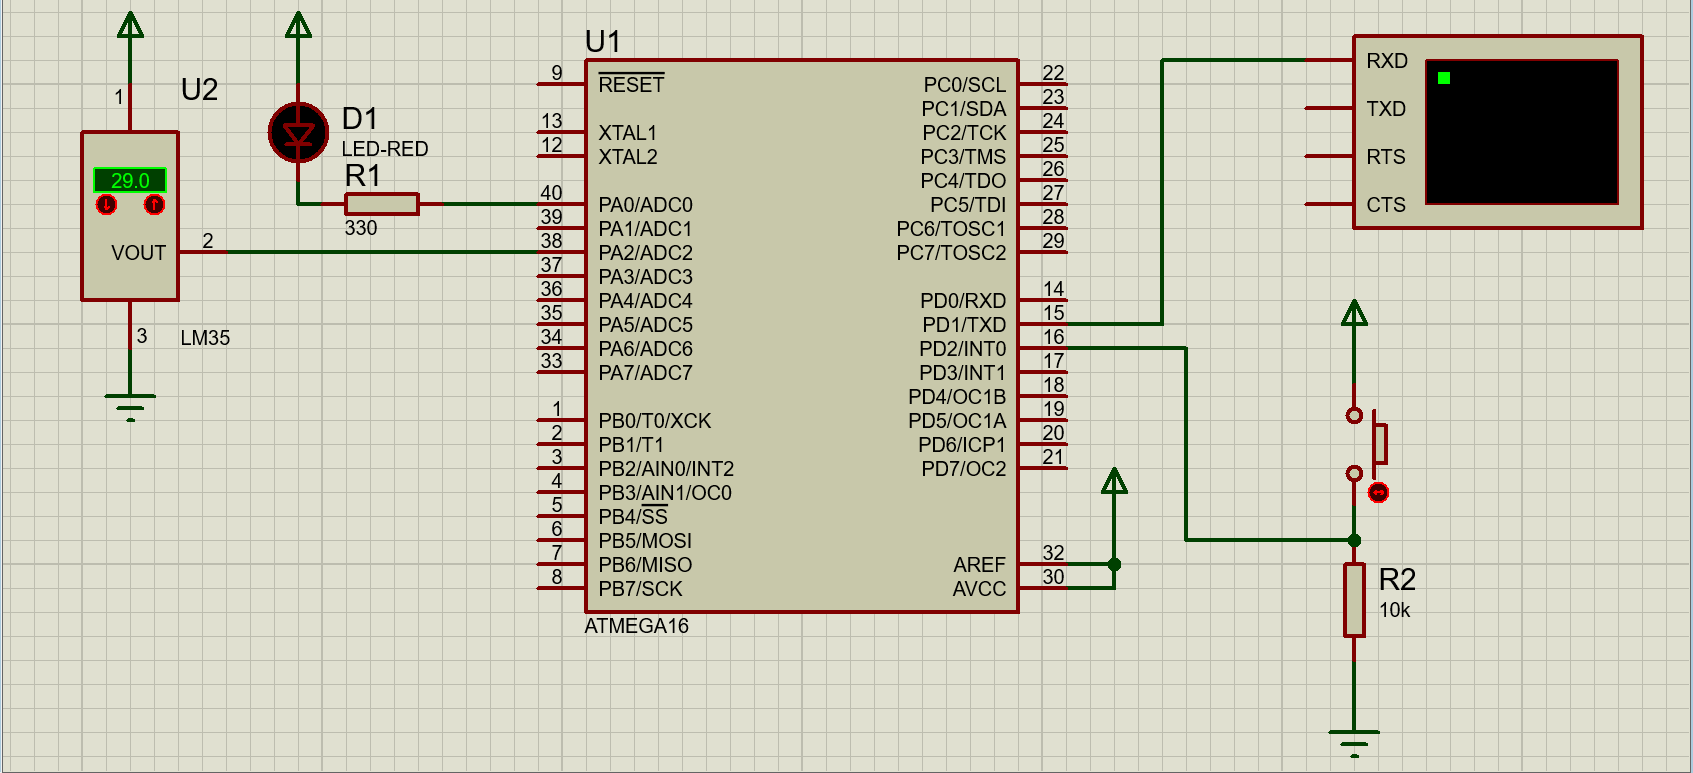 U2
1
29.0
VOUT
2
3
LM35
D1
LED-RED
R1
330
U1
9
RESET
13
XTAL1
12
XTAL2
40
PA0/ADC0
39
PA1/ADC1
38
PA2/ADC2
37
PA3/ADC3
36
PA4/ADC4
35
PA5/ADC5
34
PA6/ADC6
33
PA7/ADC7
1
PB0/T0/XCK
2
PB1/T1
3
PB2/AIN0/INT2
4
PB3/AIN1/OC0
5
PB4/SS
6
PB5/MOSI
7
PB6/MISO
8
PB7/SCK
22
PC0/SCL
23
PC1/SDA
24
PC2/TCK
25
PC3/TMS
26
PC4/TDO
27
PC5/TDI
28
PC6/TOSC1
29
PC7/TOSC2
14
PD0/RXD
15
PD1/TXD
16
PD2/INT0
17
PD3/INT1
18
PD4/OC1B
19
PD5/OC1A
20
PD6/ICP1
21
PD7/OC2
32
AREF
30
AVCC
ATMEGA16
RXD
TXD
RTS
CTS
R2
10k